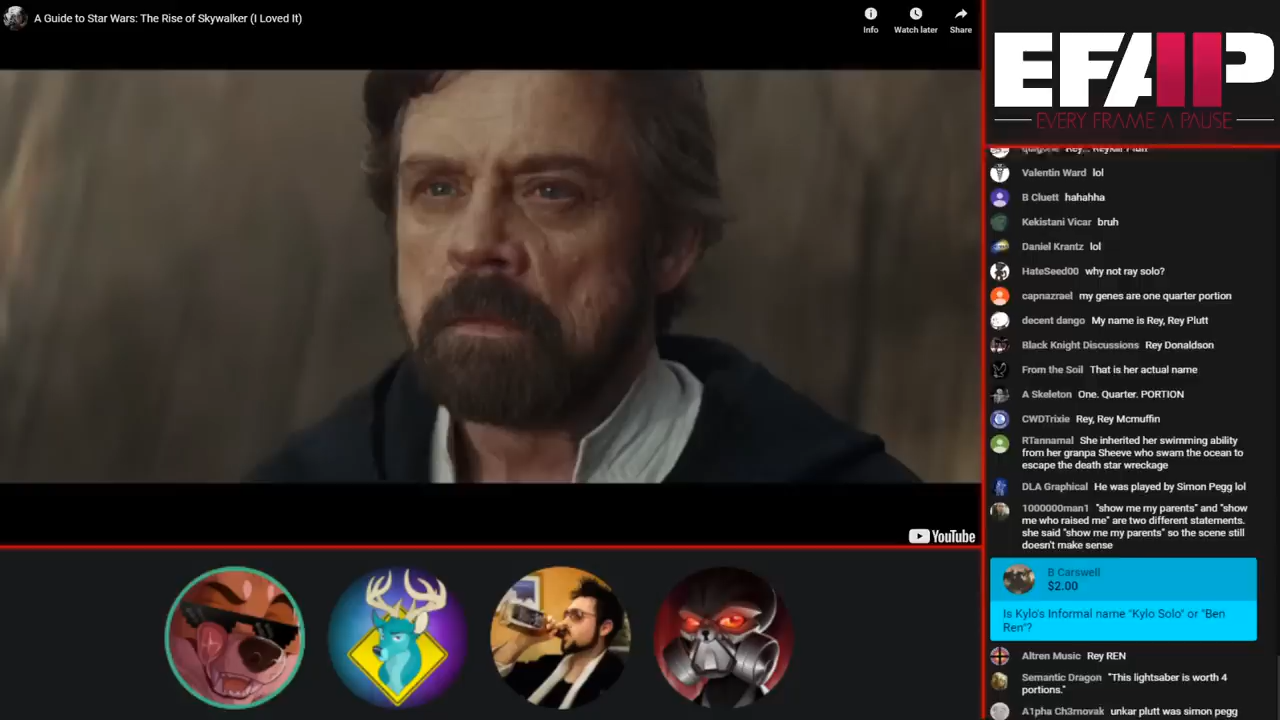 A Guide to Star Wars: The Rise of Skywalker (I Loved It)
Info
Watch later
Share
YouTube
EFAP
EVERY FRAME A PAUSE
Valentin Ward lol
B Cluett hahahha
Kekistani Vicar bruh
Daniel Krantz lol
HateSeed00 why not ray solo?
capnazrael my genes are one quarter portion
decent dango My name is Rey, Rey Plutt
Black Knight Discussions Rey Donaldson
From the Soil That is her actual name
A Skeleton One. Quarter. PORTION
CWDTrixie Rey, Rey Mcmuffin
RTannamal She inherited her swimming ability
from her granpa Sheeve who swam the ocean to
escape the death star wreckage
DLA Graphical He was played by Simon Pegg lol
1000000man1 "show me my parents" and "show
me who raised me" are two different statements.
she said "show me my parents" so the scene still
doesn't make sense
B Carswell
$2.00
Is Kylo's Informal name "Kylo Solo" or "Ben
Ren"?
Altren Music Rey REN
Semantic Dragon "This lightsaber is worth 4
portions."
A1pha Ch3movak unkar plutt was simon pegg